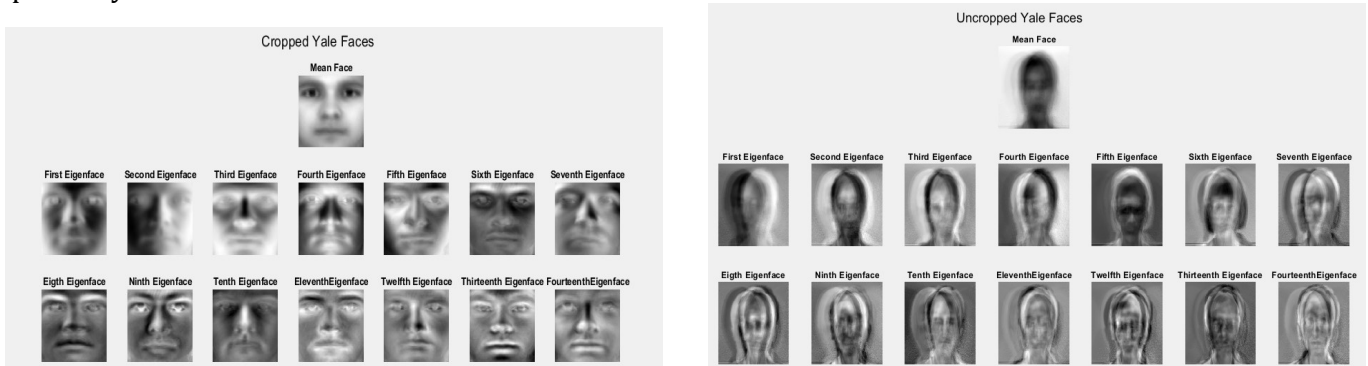 Cropped Yale Faces
Mean Face
First Eigenface Second Eigenface Third Eigenface Fourth Eigenface Fifth Eigenface Sixth Eigenface Seventh Eigenface
Eigth Eigenface Ninth Eigenface Tenth Eigenface EleventhEigenface Twelfth Eigenface Thirteenth Eigenface FourteenthEigenface
Uncropped Yale Faces
Mean Face
First Eigenface Second Eigenface Third Eigenface Fourth Eigenface Fifth Eigenface Sixth Eigenface Seventh Eigenface
Eigth Eigenface Ninth Eigenface Tenth Eigenface EleventhEigenface Twelfth Eigenface Thirteenth Eigenface FourteenthEigenface